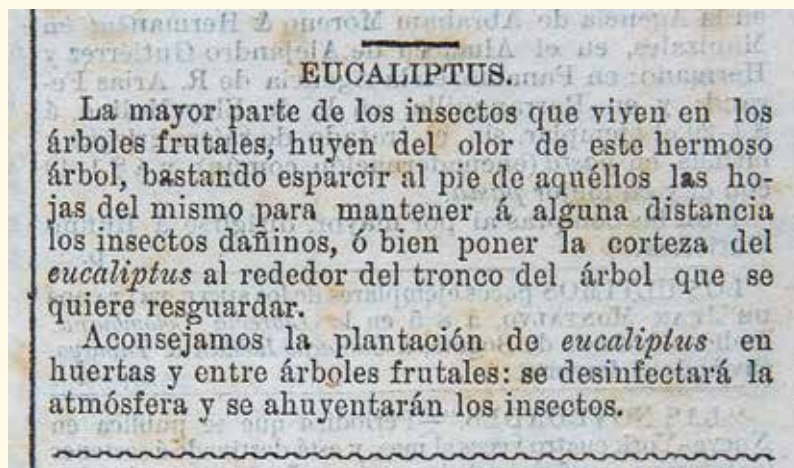 EUCALIPTUS.
La mayor parte de los insectos que viven en los
árboles frutales, huyen del olor de este hermoso
árbol, bastando esparcir al pie de aquéllos las ho-
jas del mismo para mantener á alguna distancia
los insectos dañinos, ó bien poner la corteza del
eucaliptus al rededor del tronco del árbol que se
quiere resguardar.
Aconsejamos la plantación de eucaliptus en
huertas y entre árboles frutales: se desinfectará la
atmósfera y se ahuyentarán los insectos.